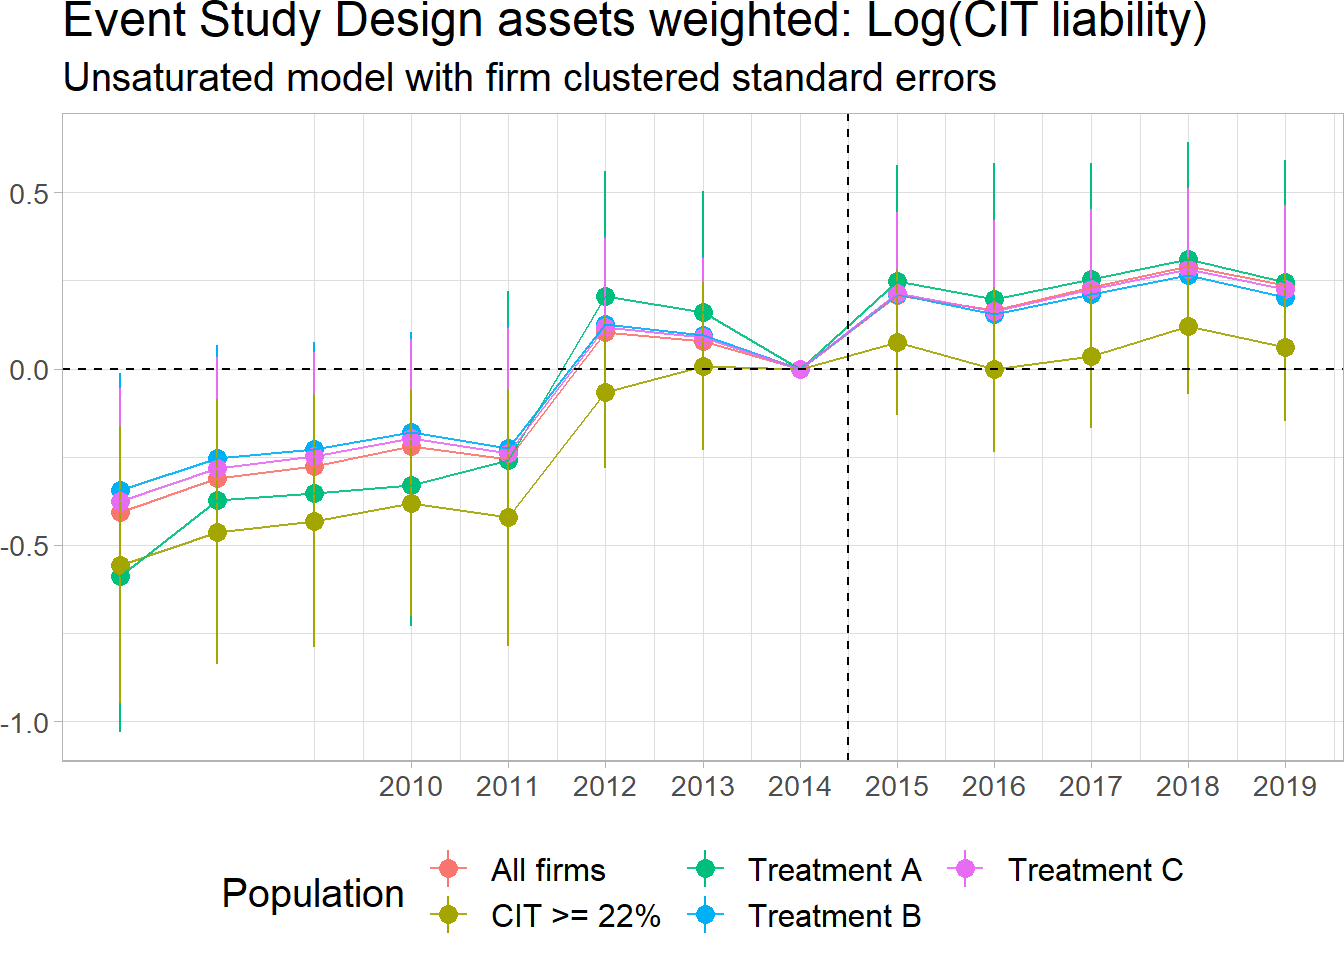 Event Study Design assets weighted: Log(CIT liability)
Unsaturated model with firm clustered standard errors
0.5
0.0
-0.5
-1.0
2010 2011 2012 2013 2014 2015 2016 2017 2018 2019
Population
All firms Treatment A Treatment C
CIT >= 22% Treatment B